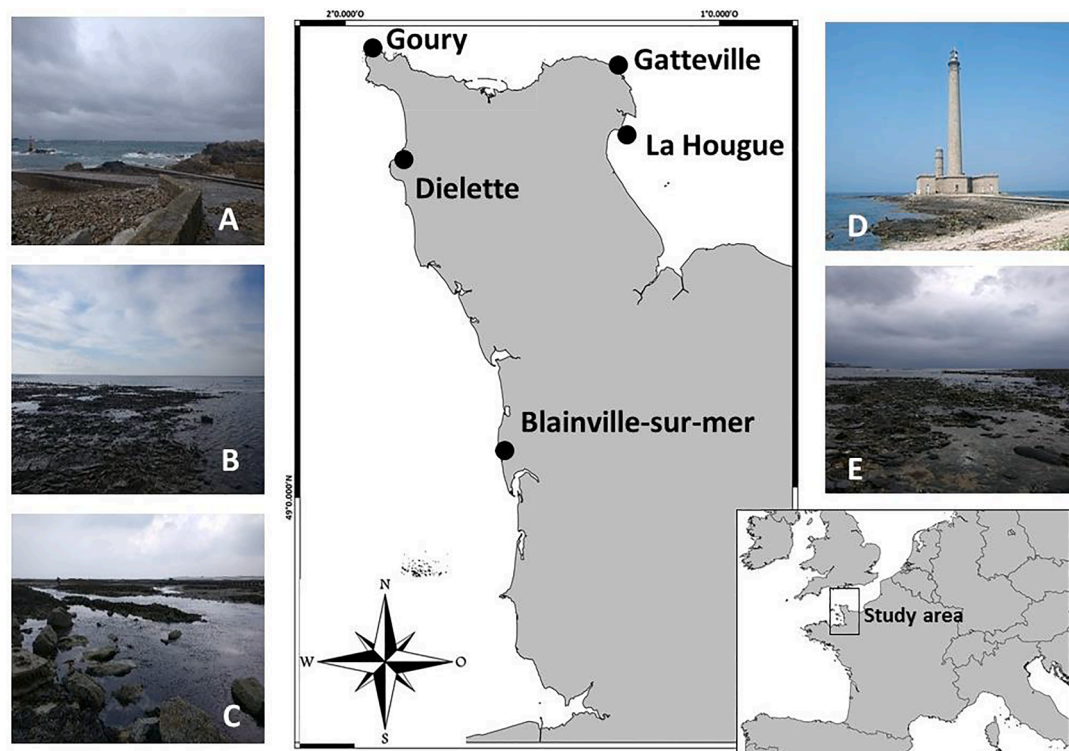 2°0.000'O
1°0.000'O
Goury
Gatteville
La Hougue
Dielette
Blainville-sur-mer
49°0.000'N
A
B
C
D
E
N
W
O
S
Study area